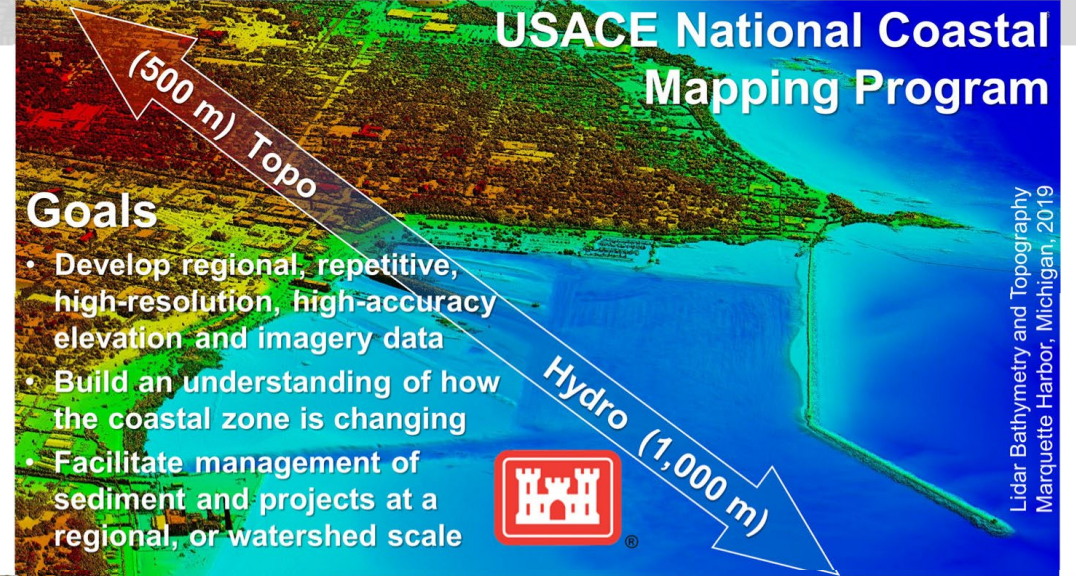 USACE National Coastal
Mapping Program
(500 m) Topo
Goals
• Develop regional, repetitive,
high-resolution, high-accuracy
elevation and imagery data
• Build an understanding of how
the coastal zone is changing
• Facilitate management of
sediment and projects at a
regional, or watershed scale
Hydro (1,000 m)
®
Lidar Bathymetry and Topography
Marquette Harbor, Michigan, 2019